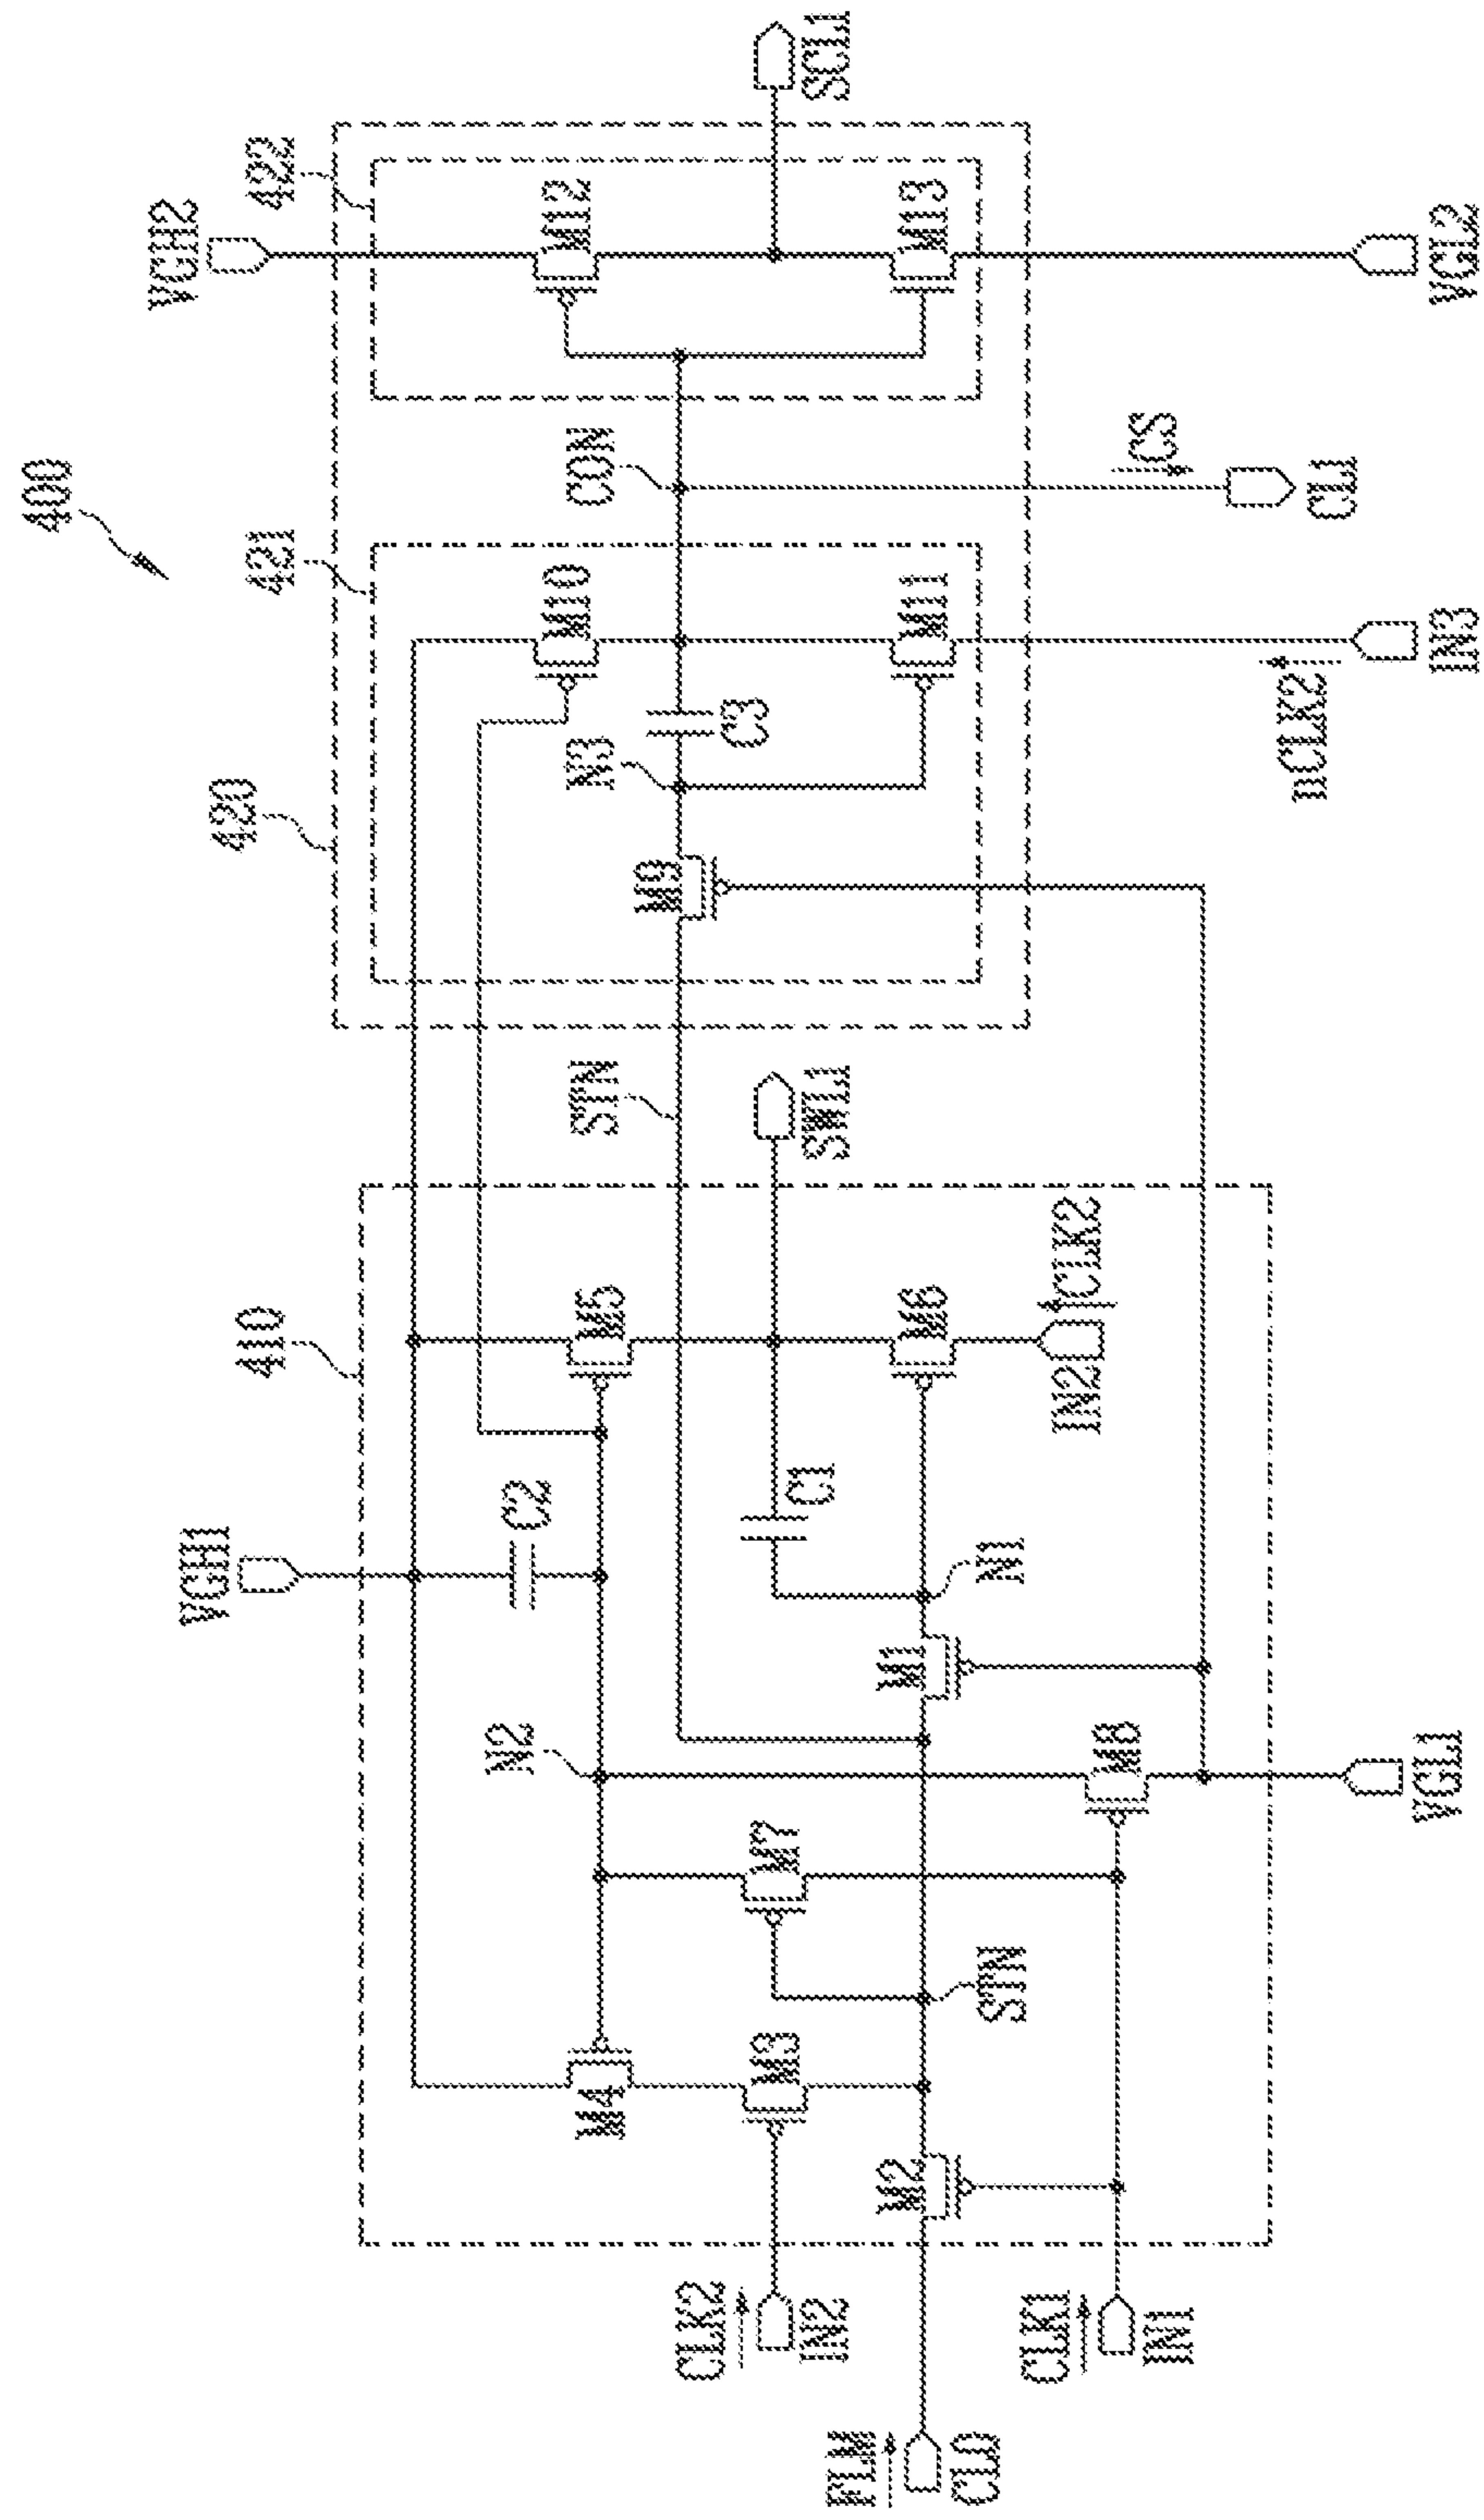 400
VGH1
VGH2
410
420
421
422
C2
N2
M4
M5
M10
M12
STN
CON
N3
C3
M9
CLK2
IN2
M3
M7
C1
SWL1
SCL1
FLM
CL0
M2
STN
M1
N1
M6
M11
M13
CLK1
IN1
M8
IN2
CLK2
CS
CL1
nCLK2
VGL1
IN3
VGL2